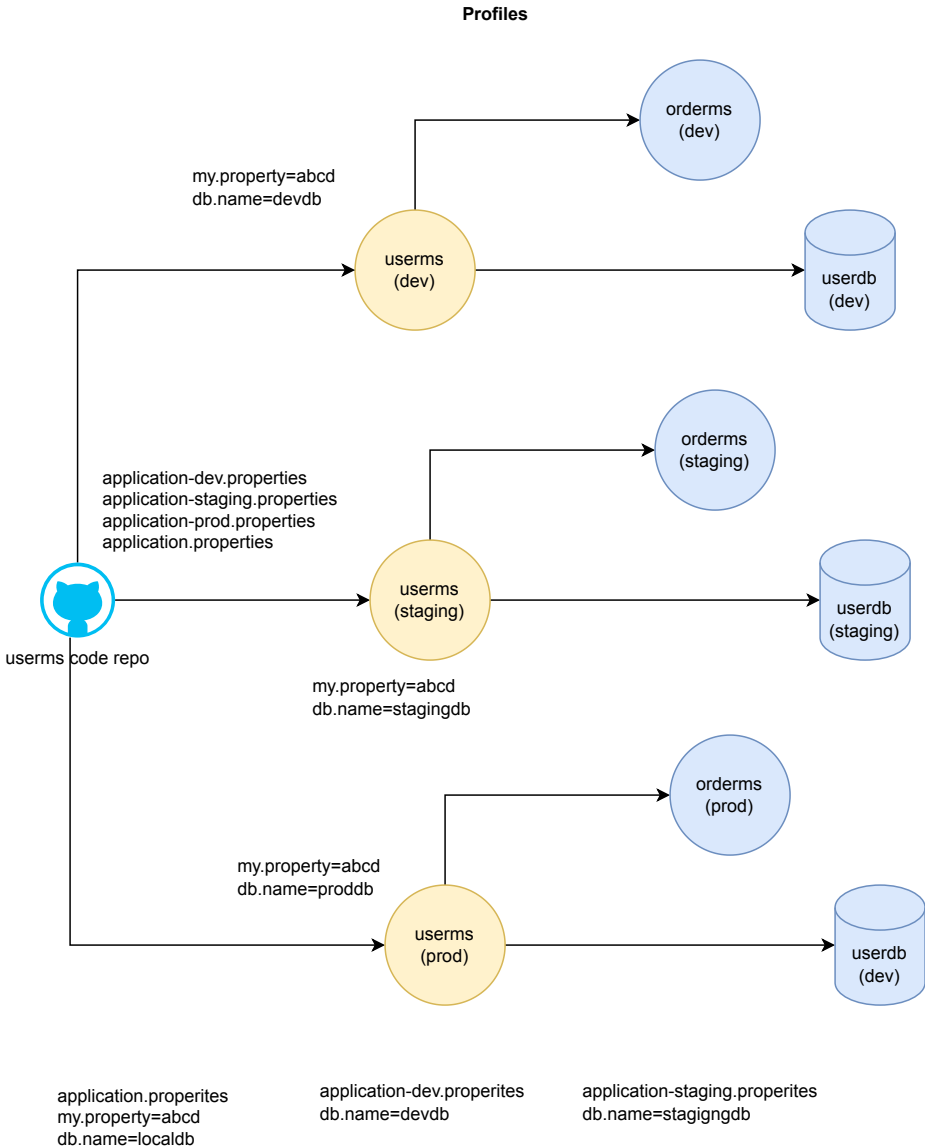 Profiles
orderms
(dev)
my.property=abcd
db.name=devdb
userms
(dev)
userdb
(dev)
orderms
(staging)
application-dev.properties
application-staging.properties
application-prod.properties
application.properties
userms
(staging)
userdb
(staging)
userms code repo
my.property=abcd
db.name=stagingdb
orderms
(prod)
my.property=abcd
db.name=proddb
userms
(prod)
userdb
(dev)
application.properites
my.property=abcd
db.name=localdb
application-dev.properites
db.name=devdb
application-staging.properites
db.name=stagigngdb